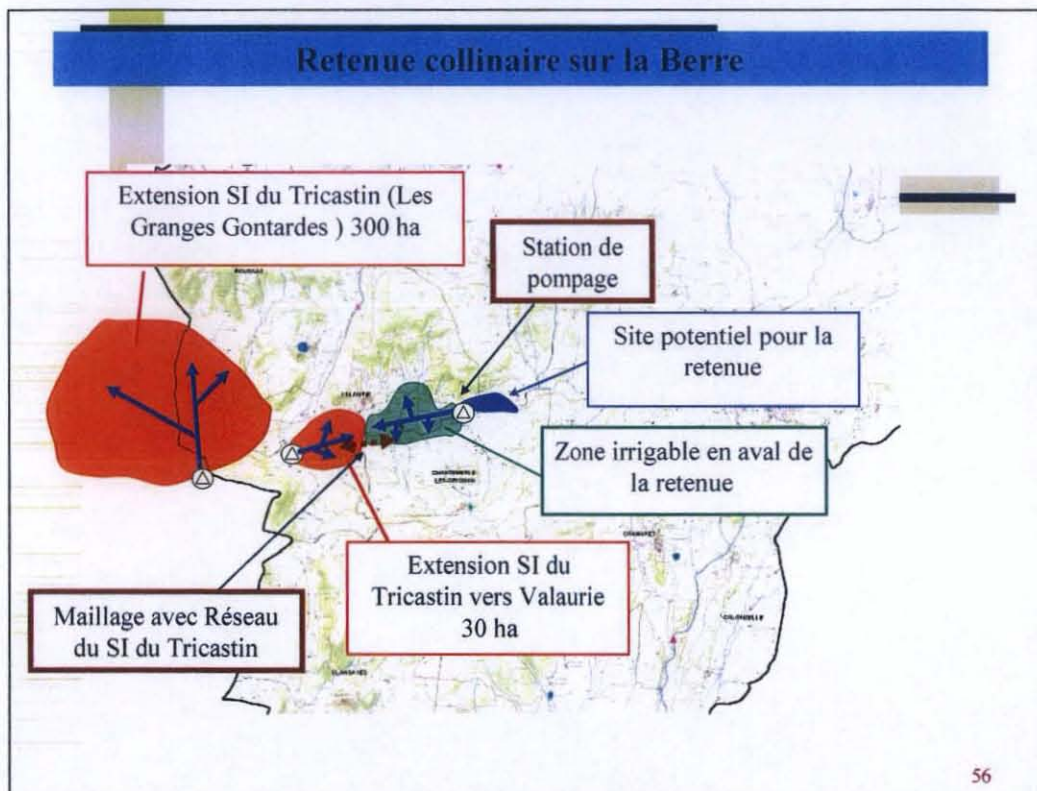 Retenue collinaire sur la Berre
Extension SI du Tricastin (Les
Granges Gontardes ) 300 ha
Station de
pompage
Site potentiel pour la
retenue
Zone irrigable en aval de
la retenue
Extension SI du
Tricastin vers Valaurie
30 ha
Maillage avec Réseau
du SI du Tricastin
56